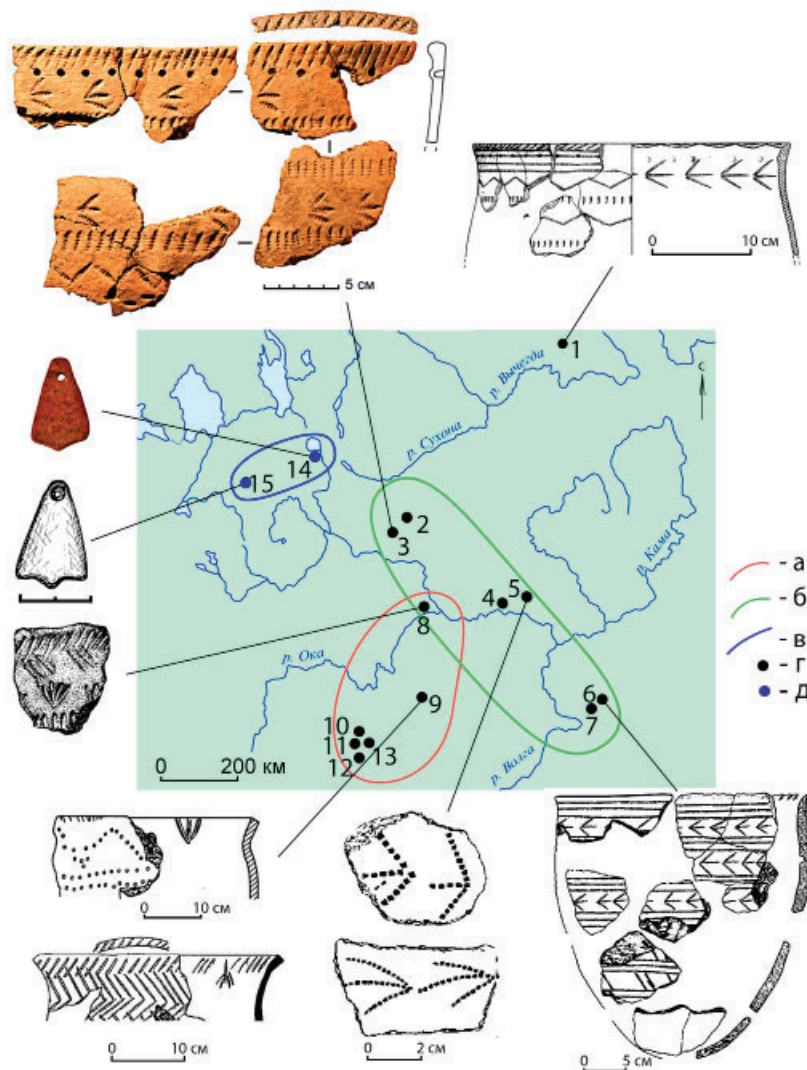 5 см
0 10 см
р. Вычегда
1
с
р. Сухона
14
15
2
3
р. Кама
5
4
8
р. Ока
9
6
7
10
11
13
12
р. Волга
0 200 км
- а
- б
- в
- г
- д
0 10 см
0 10 см
0 2 см
0 5 см